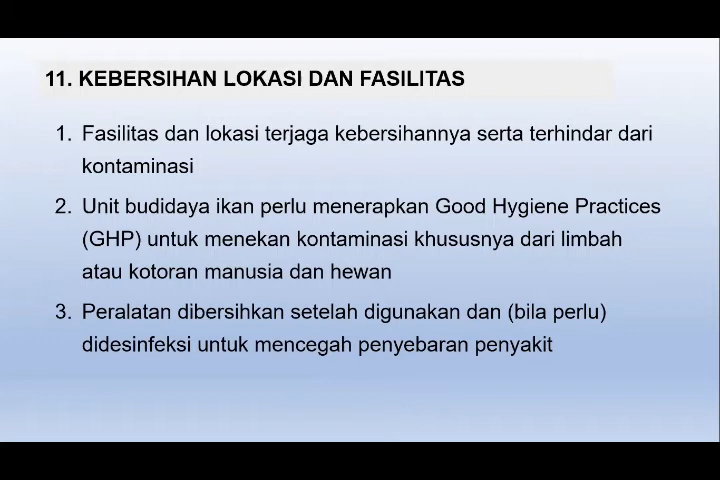 11. KEBERSIHAN LOKASI DAN FASILITAS
1. Fasilitas dan lokasi terjaga kebersihannya serta terhindar dari
kontaminasi
2. Unit budidaya ikan perlu menerapkan Good Hygiene Practices
(GHP) untuk menekan kontaminasi khususnya dari limbah
atau kotoran manusia dan hewan
3. Peralatan dibersihkan setelah digunakan dan (bila perlu)
didesinfeksi untuk mencegah penyebaran penyakit